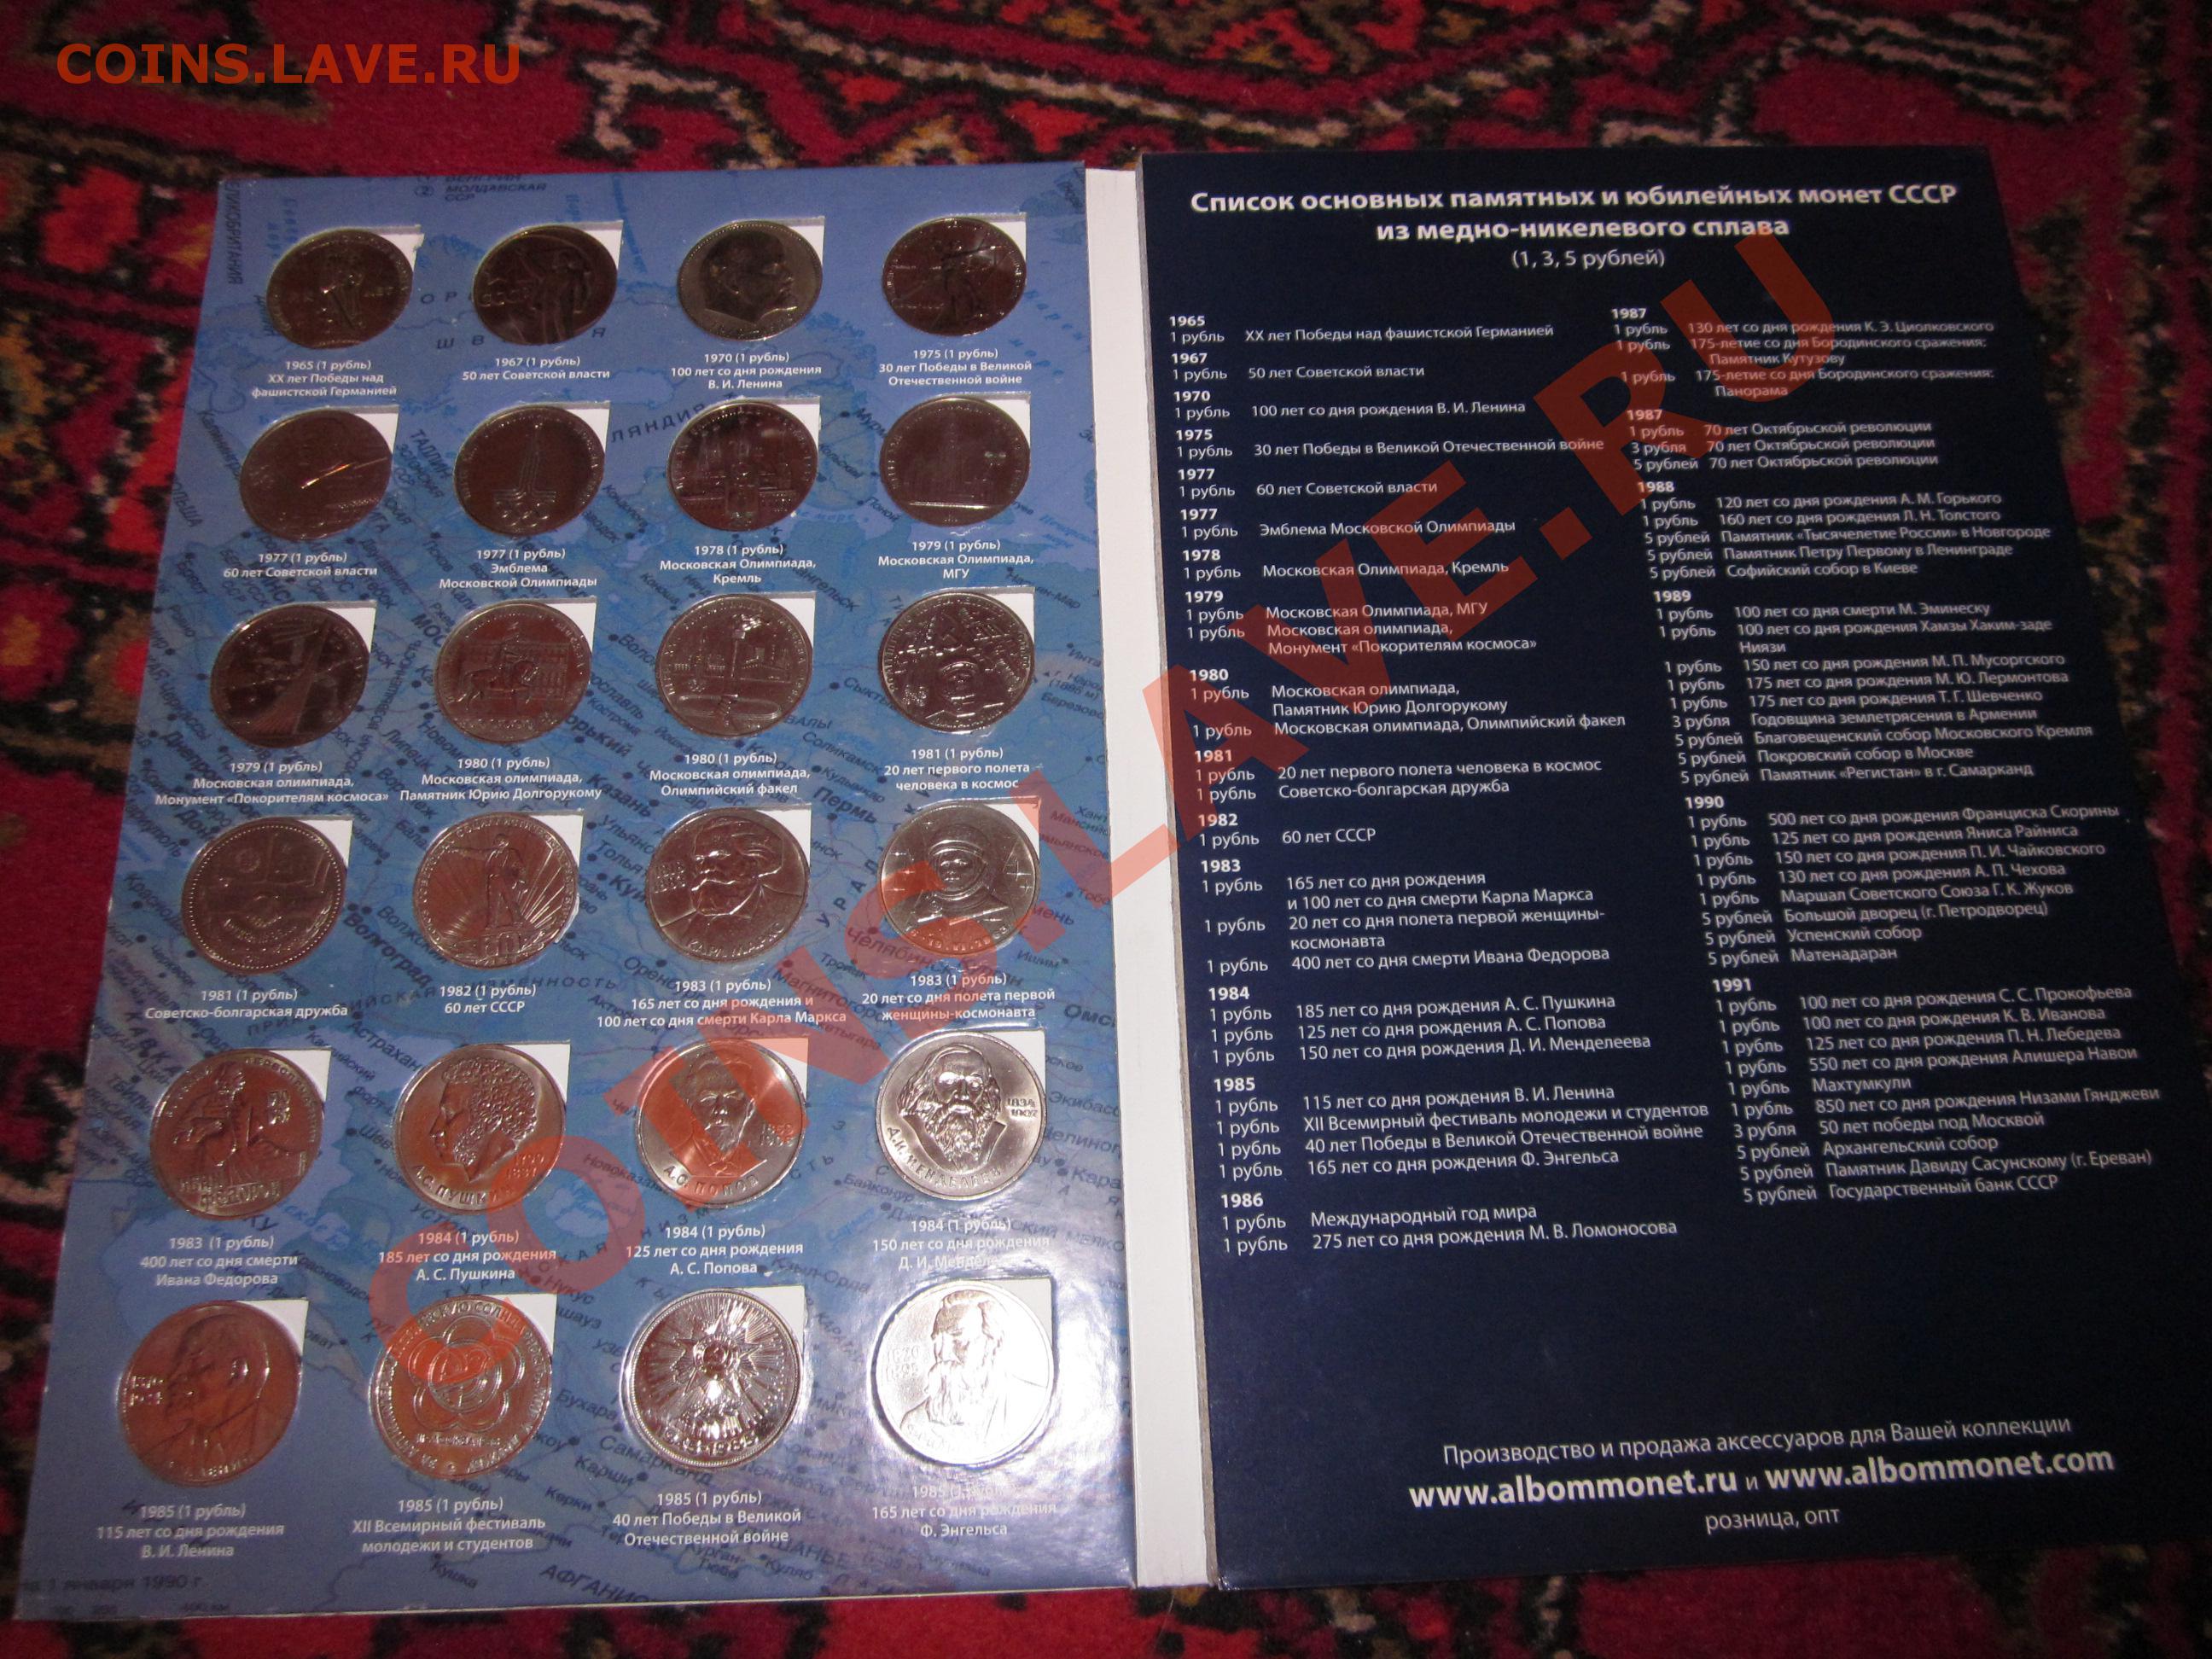 COINS.LAVE.RU
1965 (1 рубль)
XX лет Победы над
фашистской Германией
1967 (1 рубль)
50 лет Советской власти
1970 (1 рубль)
100 лет со дня рождения
В. И. Ленина
1975 (1 рубль)
30 лет Победы в Великой
Отечественной войне
1977 (1 рубль)
60 лет Советской власти
1977 (1 рубль)
Эмблема
Московской Олимпиады
1978 (1 рубль)
Московская Олимпиада,
Кремль
1979 (1 рубль)
Московская Олимпиада,
МГУ
1979 (1 рубль)
Московская олимпиада,
Монумент «Покорителям космоса»
1980 (1 рубль)
Московская олимпиада,
Памятник Юрию Долгорукому
1980 (1 рубль)
Московская олимпиада,
Олимпийский факел
1981 (1 рубль)
20 лет первого полета
человека в космос
1981 (1 рубль)
Советско-болгарская дружба
1982 (1 рубль)
60 лет СССР
1983 (1 рубль)
165 лет со дня рождения и
100 лет со дня смерти Карла Маркса
1983 (1 рубль)
20 лет со дня полета первой
женщины-космонавта
1983 (1 рубль)
400 лет со дня смерти
Ивана Федорова
1984 (1 рубль)
185 лет со дня рождения
А. С. Пушкина
1984 (1 рубль)
125 лет со дня рождения
А. С. Попова
1984 (1 рубль)
150 лет со дня рождения
Д. И.
1985 (1 рубль)
115 лет со дня рождения
В. И. Ленина
1985 (1 рубль)
XII Всемирный фестиваль
молодежи и студентов
1985 (1 рубль)
40 лет Победы в Великой
Отечественной войне
1985
165 лет со дня рождения
Ф. Энгельса
Список основных памятных и юбилейных монет СССР
из медно-никелевого сплава
(1, 3, 5 рублей)
1965
1 рубль XX лет Победы над фашистской Германией
1967
1 рубль 50 лет Советской власти
1970
1 рубль 100 лет со дня рождения В. И. Ленина
1975
1 рубль 30 лет Победы в Великой Отечественной войне
1977
1 рубль 60 лет Советской власти
1977
1 рубль Эмблема Московской Олимпиады
1978
1 рубль Московская Олимпиада, Кремль
1979
1 рубль Московская Олимпиада, МГУ
1 рубль Московская олимпиада,
Монумент «Покорителям космоса»
1980
1 рубль Московская олимпиада,
Памятник Юрию Долгорукому
1 рубль Московская олимпиада, Олимпийский факел
1981
1 рубль 20 лет первого полета человека в космос
1 рубль Советско-болгарская дружба
1982
1 рубль 60 лет СССР
1983
1 рубль 165 лет со дня рождения
и 100 лет со дня смерти Карла Маркса
1 рубль 20 лет со дня полета первой женщины-
космонавта
1 рубль 400 лет со дня смерти Ивана Федорова
1984
1 рубль 185 лет со дня рождения А. С. Пушкина
1 рубль 125 лет со дня рождения А. С. Попова
1 рубль 150 лет со дня рождения Д. И. Менделеева
1985
1 рубль 115 лет со дня рождения В. И. Ленина
1 рубль XII Всемирный фестиваль молодежи и студентов
1 рубль 40 лет Победы в Великой Отечественной войне
1 рубль 165 лет со дня рождения Ф. Энгельса
1986
1 рубль Международный год мира
1 рубль 275 лет со дня рождения М. В. Ломоносова
1987
1 рубль 130 лет со дня рождения К. Э. Циолковского
1 рубль 175-летие со дня Бородинского сражения:
Памятник Кутузову
1 рубль 175-летие со дня Бородинского сражения:
Панорама
1987
1 рубль 70 лет Октябрьской революции
3 рубля 70 лет Октябрьской революции
5 рублей 70 лет Октябрьской революции
1988
1 рубль 120 лет со дня рождения А. М. Горького
1 рубль 160 лет со дня рождения Л. Н. Толстого
5 рублей Памятник «Тысячелетие России» в Новгороде
5 рублей Памятник Петру Первому в Ленинграде
5 рублей Софийский собор в Киеве
1989
1 рубль 100 лет со дня смерти М. Эминеску
1 рубль 100 лет со дня рождения Хамзы Хаким-заде
Ниязи
1 рубль 150 лет со дня рождения М. П. Мусоргского
1 рубль 175 лет со дня рождения М. Ю. Лермонтова
1 рубль 175 лет со дня рождения Т. Г. Шевченко
3 рубля Годовщина землетрясения в Армении
5 рублей Благовещенский собор Московского Кремля
5 рублей Покровский собор в Москве
5 рублей Памятник «Регистан» в г. Самарканд
1990
1 рубль 500 лет со дня рождения Франциска Скорины
1 рубль 125 лет со дня рождения Яниса Райниса
1 рубль 150 лет со дня рождения П. И. Чайковского
1 рубль 130 лет со дня рождения А. П. Чехова
1 рубль Маршал Советского Союза Г. К. Жуков
5 рублей Большой дворец (г. Петродворец)
5 рублей Успенский собор
5 рублей Матенадаран
1991
1 рубль 100 лет со дня рождения С. С. Прокофьева
1 рубль 100 лет со дня рождения К. В. Иванова
1 рубль 125 лет со дня рождения П. Н. Лебедева
1 рубль 550 лет со дня рождения Алишера Навои
1 рубль Махтумкули
1 рубль 850 лет со дня рождения Низами Гянджеви
3 рубля 50 лет победы под Москвой
5 рублей Архангельский собор
5 рублей Памятник Давиду Сасунскому (г. Ереван)
5 рублей Государственный банк СССР
Производство и продажа аксессуаров для Вашей коллекции
www.albommonet.ru и www.albommonet.com
розница, опт
COINS.LAVE.RU